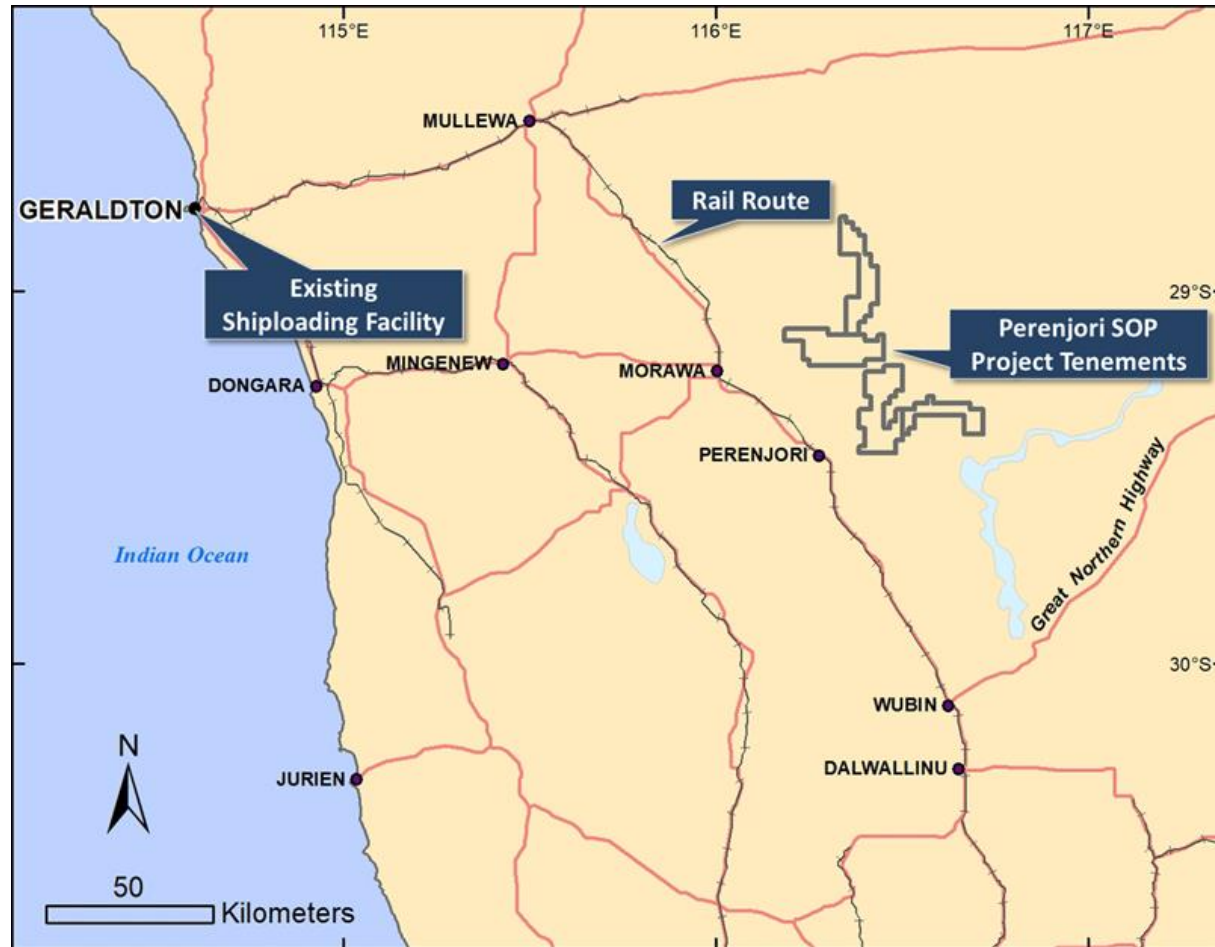 115°E
116°E
117°E
MULLEWA
GERALDTON
Rail Route
Existing
Shiploading Facility
29°S
Perenjori SOP
Project Tenements
MINGENEW
MORAWA
DONGARA
PERENJORI
Great Northern Highway
Indian Ocean
30°S
WUBIN
N
JURIEN
DALWALLINU
50
Kilometers